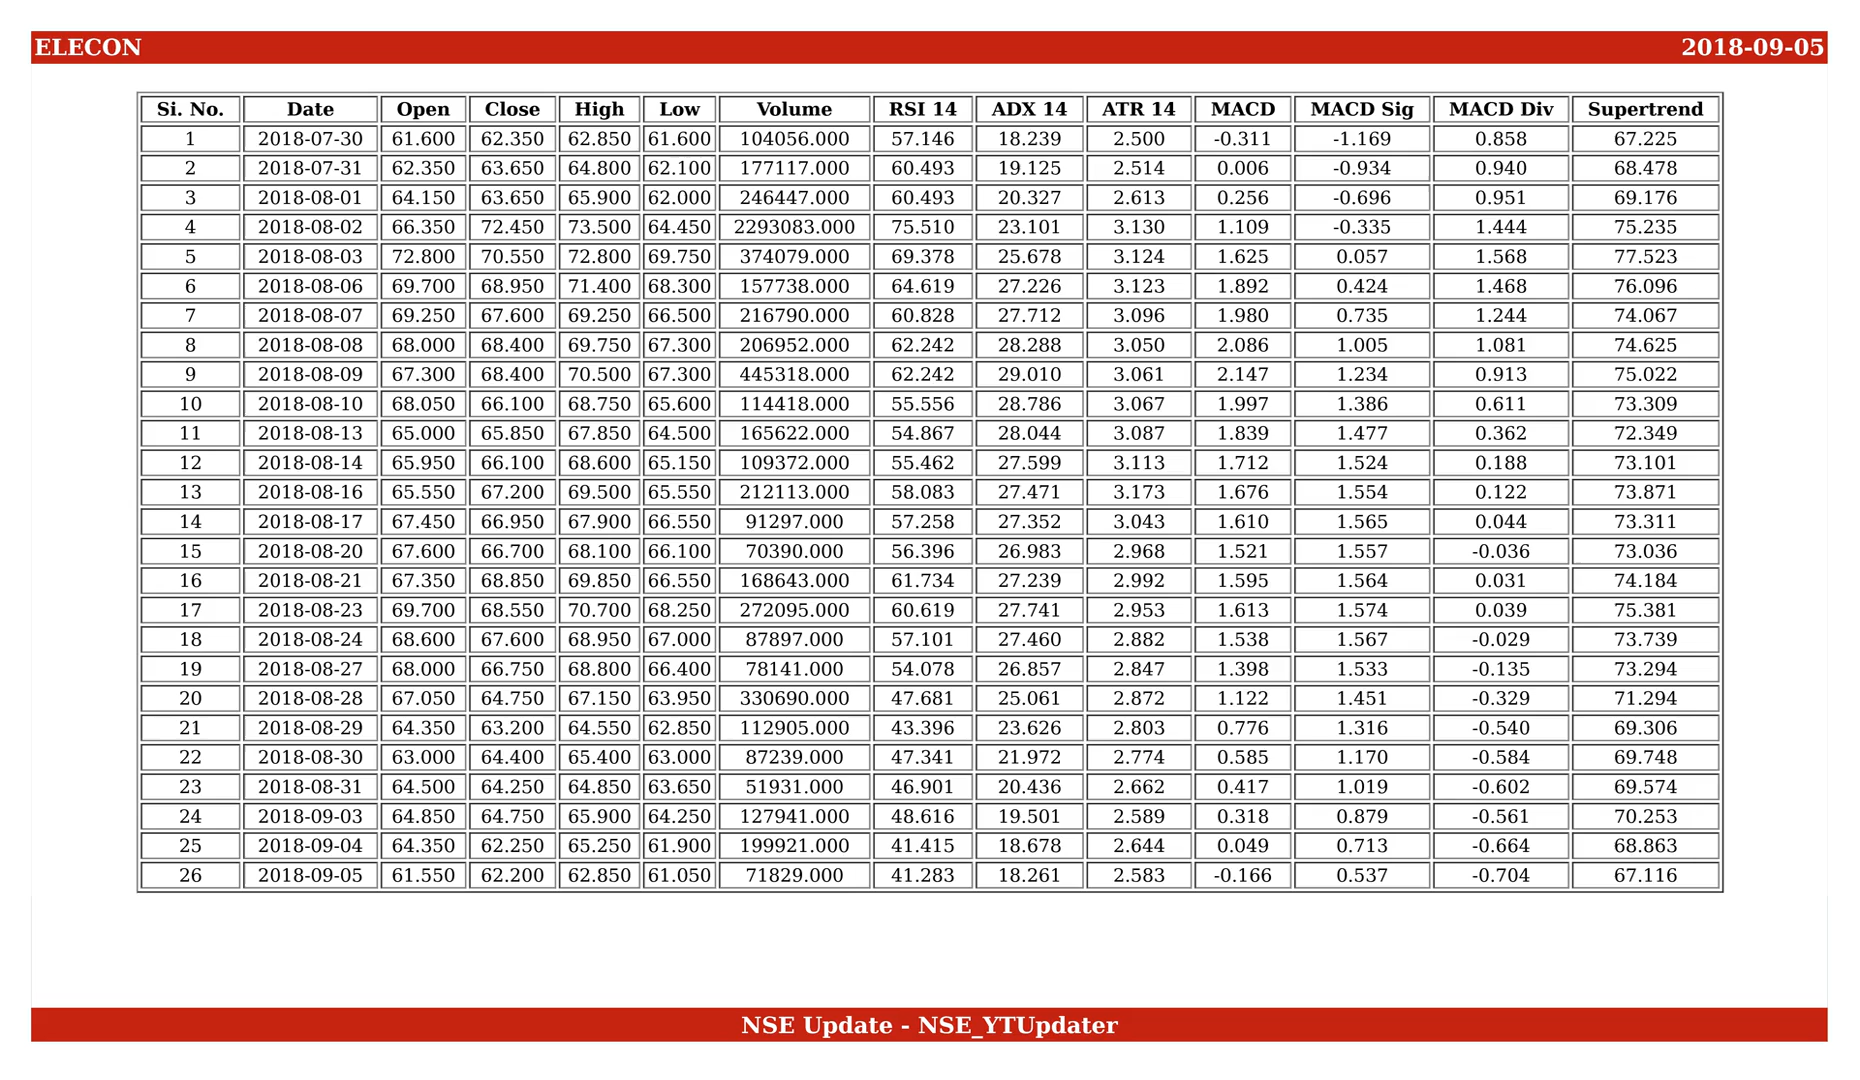 ELECON 2018-09-05
Si. No. Date Open Close High Low Volume RSI 14 ADX 14 ATR 14 MACD MACD Sig MACD Div Supertrend
1 2018-07-30 61.600 62.350 62.850 61.600 104056.000 57.146 18.239 2.500 -0.311 -1.169 0.858 67.225
2 2018-07-31 62.350 63.650 64.800 62.100 177117.000 60.493 19.125 2.514 0.006 -0.934 0.940 68.478
3 2018-08-01 64.150 63.650 65.900 62.000 246447.000 60.493 20.327 2.613 0.256 -0.696 0.951 69.176
4 2018-08-02 66.350 72.450 73.500 64.450 2293083.000 75.510 23.101 3.130 1.109 -0.335 1.444 75.235
5 2018-08-03 72.800 70.550 72.800 69.750 374079.000 69.378 25.678 3.124 1.625 0.057 1.568 77.523
6 2018-08-06 69.700 68.950 71.400 68.300 157738.000 64.619 27.226 3.123 1.892 0.424 1.468 76.096
7 2018-08-07 69.250 67.600 69.250 66.500 216790.000 60.828 27.712 3.096 1.980 0.735 1.244 74.067
8 2018-08-08 68.000 68.400 69.750 67.300 206952.000 62.242 28.288 3.050 2.086 1.005 1.081 74.625
9 2018-08-09 67.300 68.400 70.500 67.300 445318.000 62.242 29.010 3.061 2.147 1.234 0.913 75.022
10 2018-08-10 68.050 66.100 68.750 65.600 114418.000 55.556 28.786 3.067 1.997 1.386 0.611 73.309
11 2018-08-13 65.000 65.850 67.850 64.500 165622.000 54.867 28.044 3.087 1.839 1.477 0.362 72.349
12 2018-08-14 65.950 66.100 68.600 65.150 109372.000 55.462 27.599 3.113 1.712 1.524 0.188 73.101
13 2018-08-16 65.550 67.200 69.500 65.550 212113.000 58.083 27.471 3.173 1.676 1.554 0.122 73.871
14 2018-08-17 67.450 66.950 67.900 66.550 91297.000 57.258 27.352 3.043 1.610 1.565 0.044 73.311
15 2018-08-20 67.600 66.700 68.100 66.100 70390.000 56.396 26.983 2.968 1.521 1.557 -0.036 73.036
16 2018-08-21 67.350 68.850 69.850 66.550 168643.000 61.734 27.239 2.992 1.595 1.564 0.031 74.184
17 2018-08-23 69.700 68.550 70.700 68.250 272095.000 60.619 27.741 2.953 1.613 1.574 0.039 75.381
18 2018-08-24 68.600 67.600 68.950 67.000 87897.000 57.101 27.460 2.882 1.538 1.567 -0.029 73.739
19 2018-08-27 68.000 66.750 68.800 66.400 78141.000 54.078 26.857 2.847 1.398 1.533 -0.135 73.294
20 2018-08-28 67.050 64.750 67.150 63.950 330690.000 47.681 25.061 2.872 1.122 1.451 -0.329 71.294
21 2018-08-29 64.350 63.200 64.550 62.850 112905.000 43.396 23.626 2.803 0.776 1.316 -0.540 69.306
22 2018-08-30 63.000 64.400 65.400 63.000 87239.000 47.341 21.972 2.774 0.585 1.170 -0.584 69.748
23 2018-08-31 64.500 64.250 64.850 63.650 51931.000 46.901 20.436 2.662 0.417 1.019 -0.602 69.574
24 2018-09-03 64.850 64.750 65.900 64.250 127941.000 48.616 19.501 2.589 0.318 0.879 -0.561 70.253
25 2018-09-04 64.350 62.250 65.250 61.900 199921.000 41.415 18.678 2.644 0.049 0.713 -0.664 68.863
26 2018-09-05 61.550 62.200 62.850 61.050 71829.000 41.283 18.261 2.583 -0.166 0.537 -0.704 67.116
NSE Update - NSE_YTUpdater